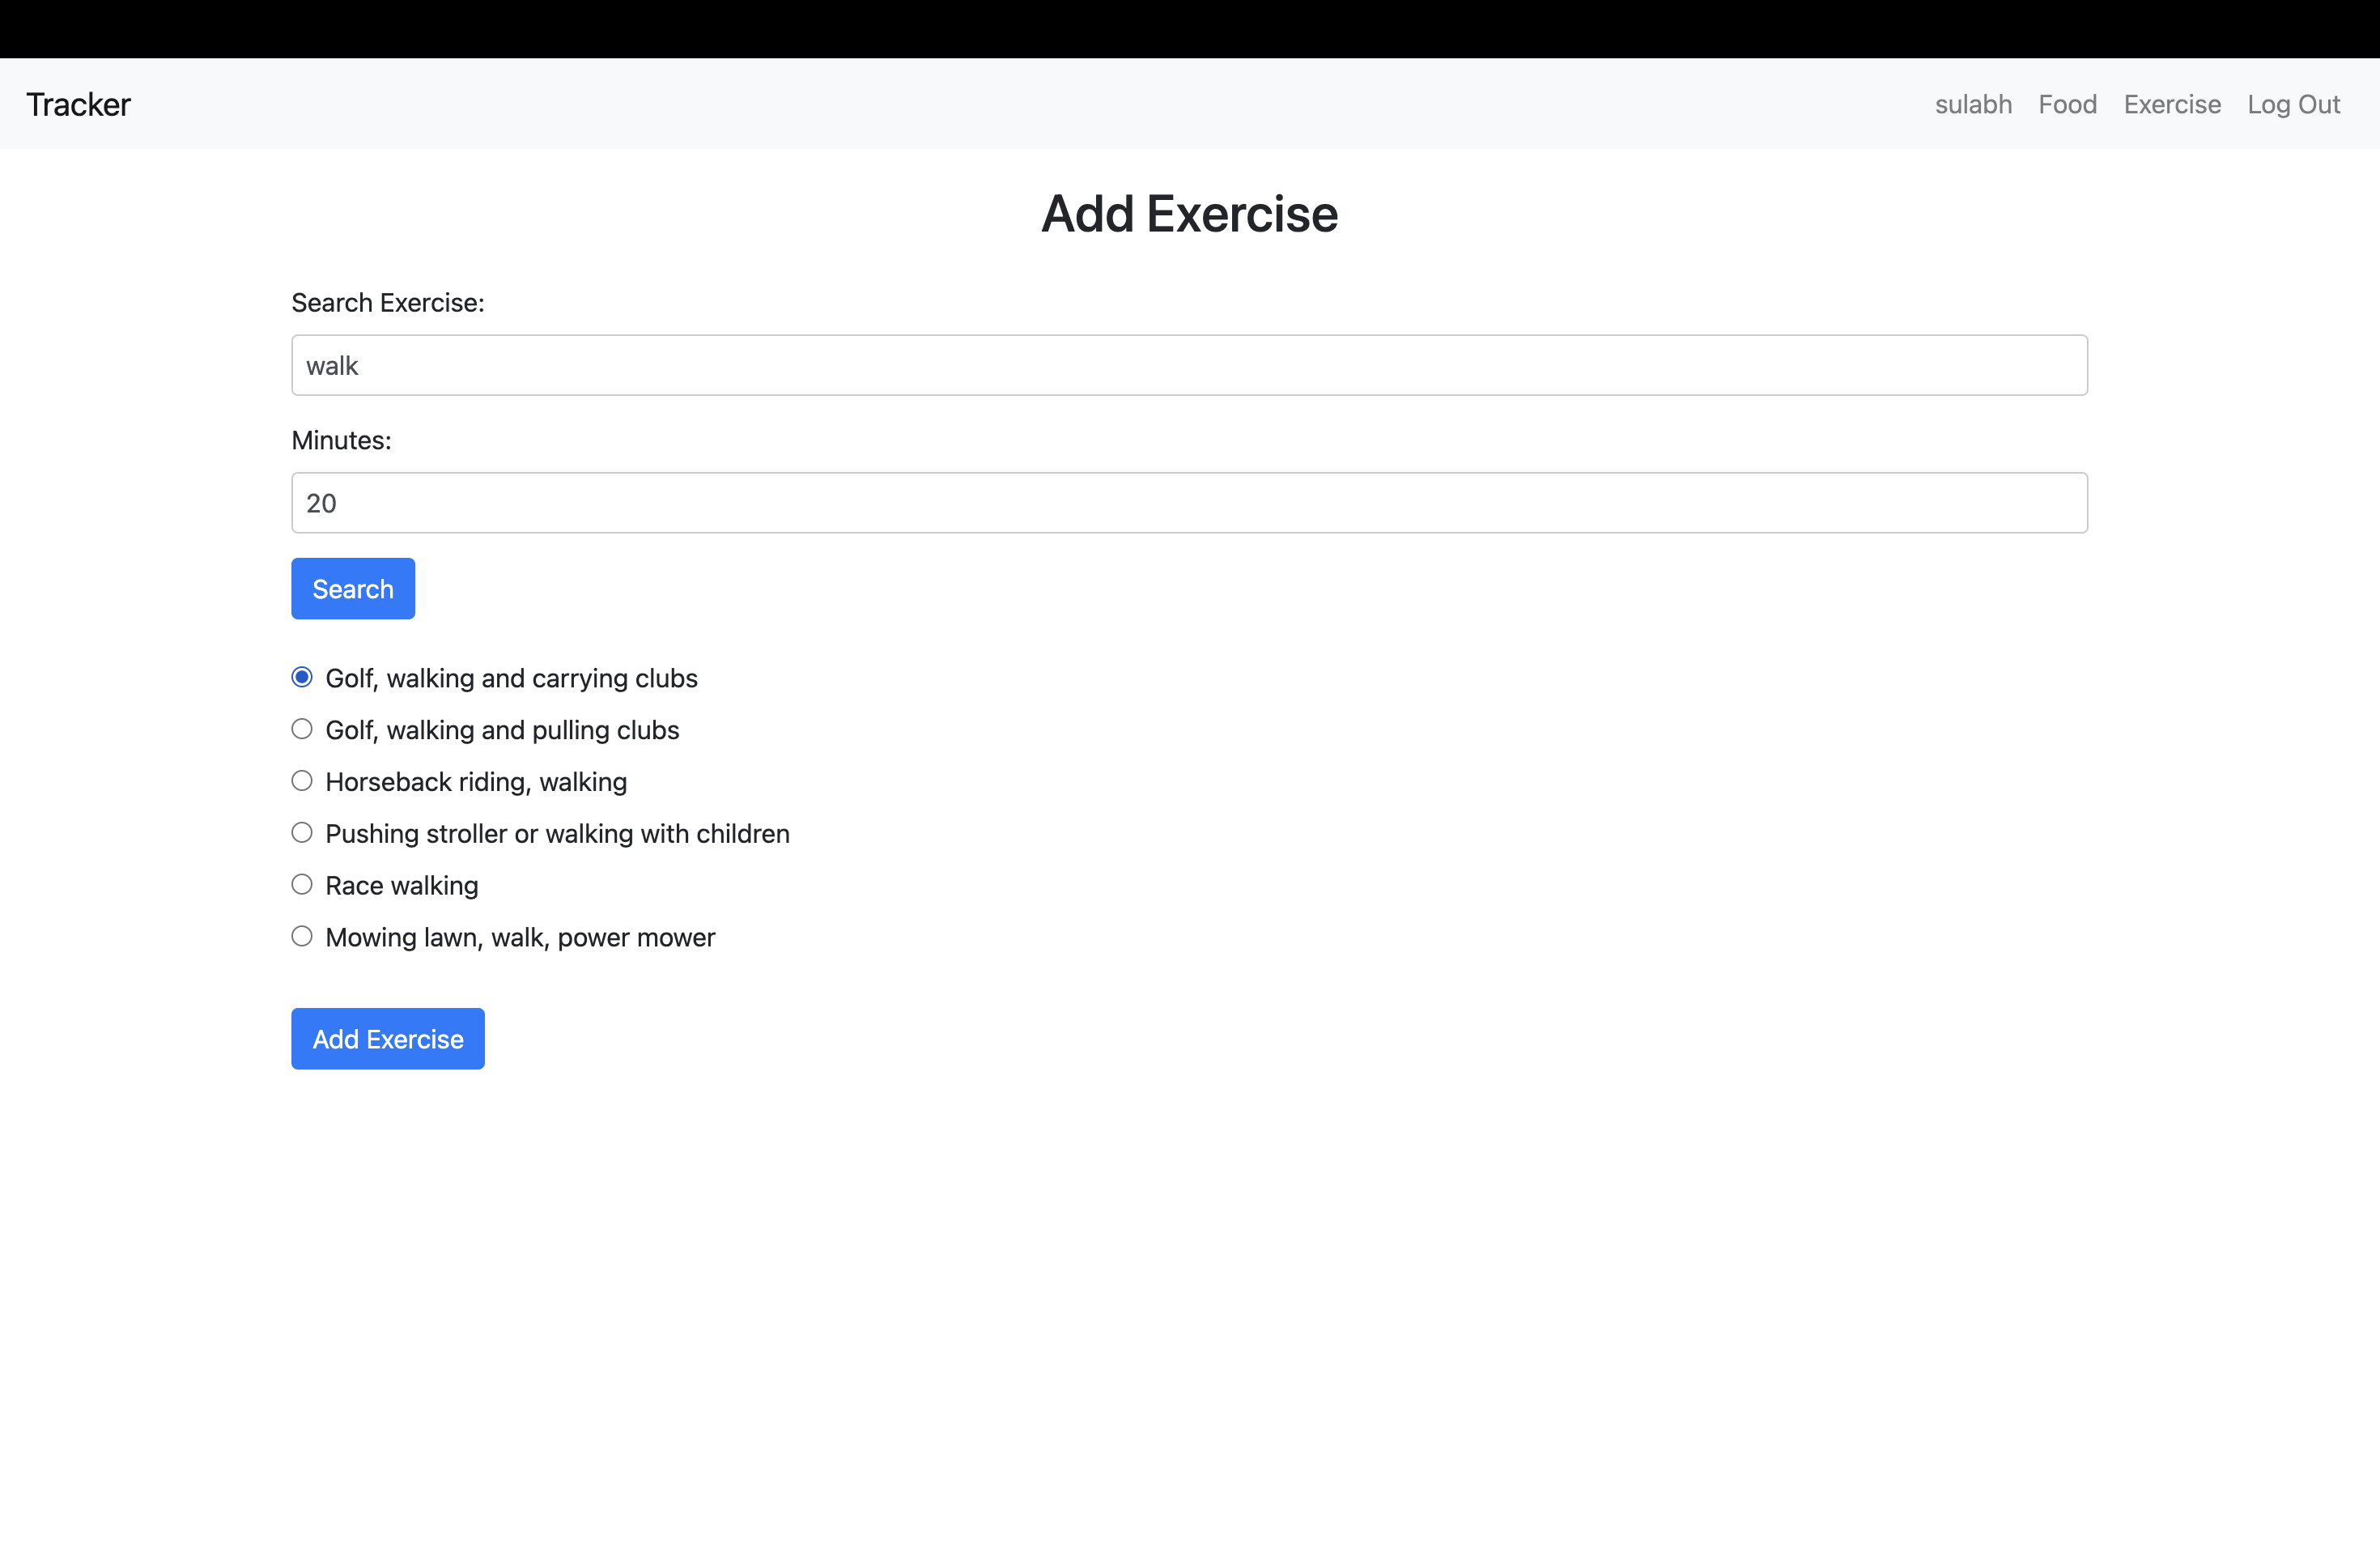 Tracker
sulabh Food Exercise Log Out
Add Exercise
Search Exercise:
walk
Minutes:
20
Search
Golf, walking and carrying clubs
Golf, walking and pulling clubs
Horseback riding, walking
Pushing stroller or walking with children
Race walking
Mowing lawn, walk, power mower
Add Exercise